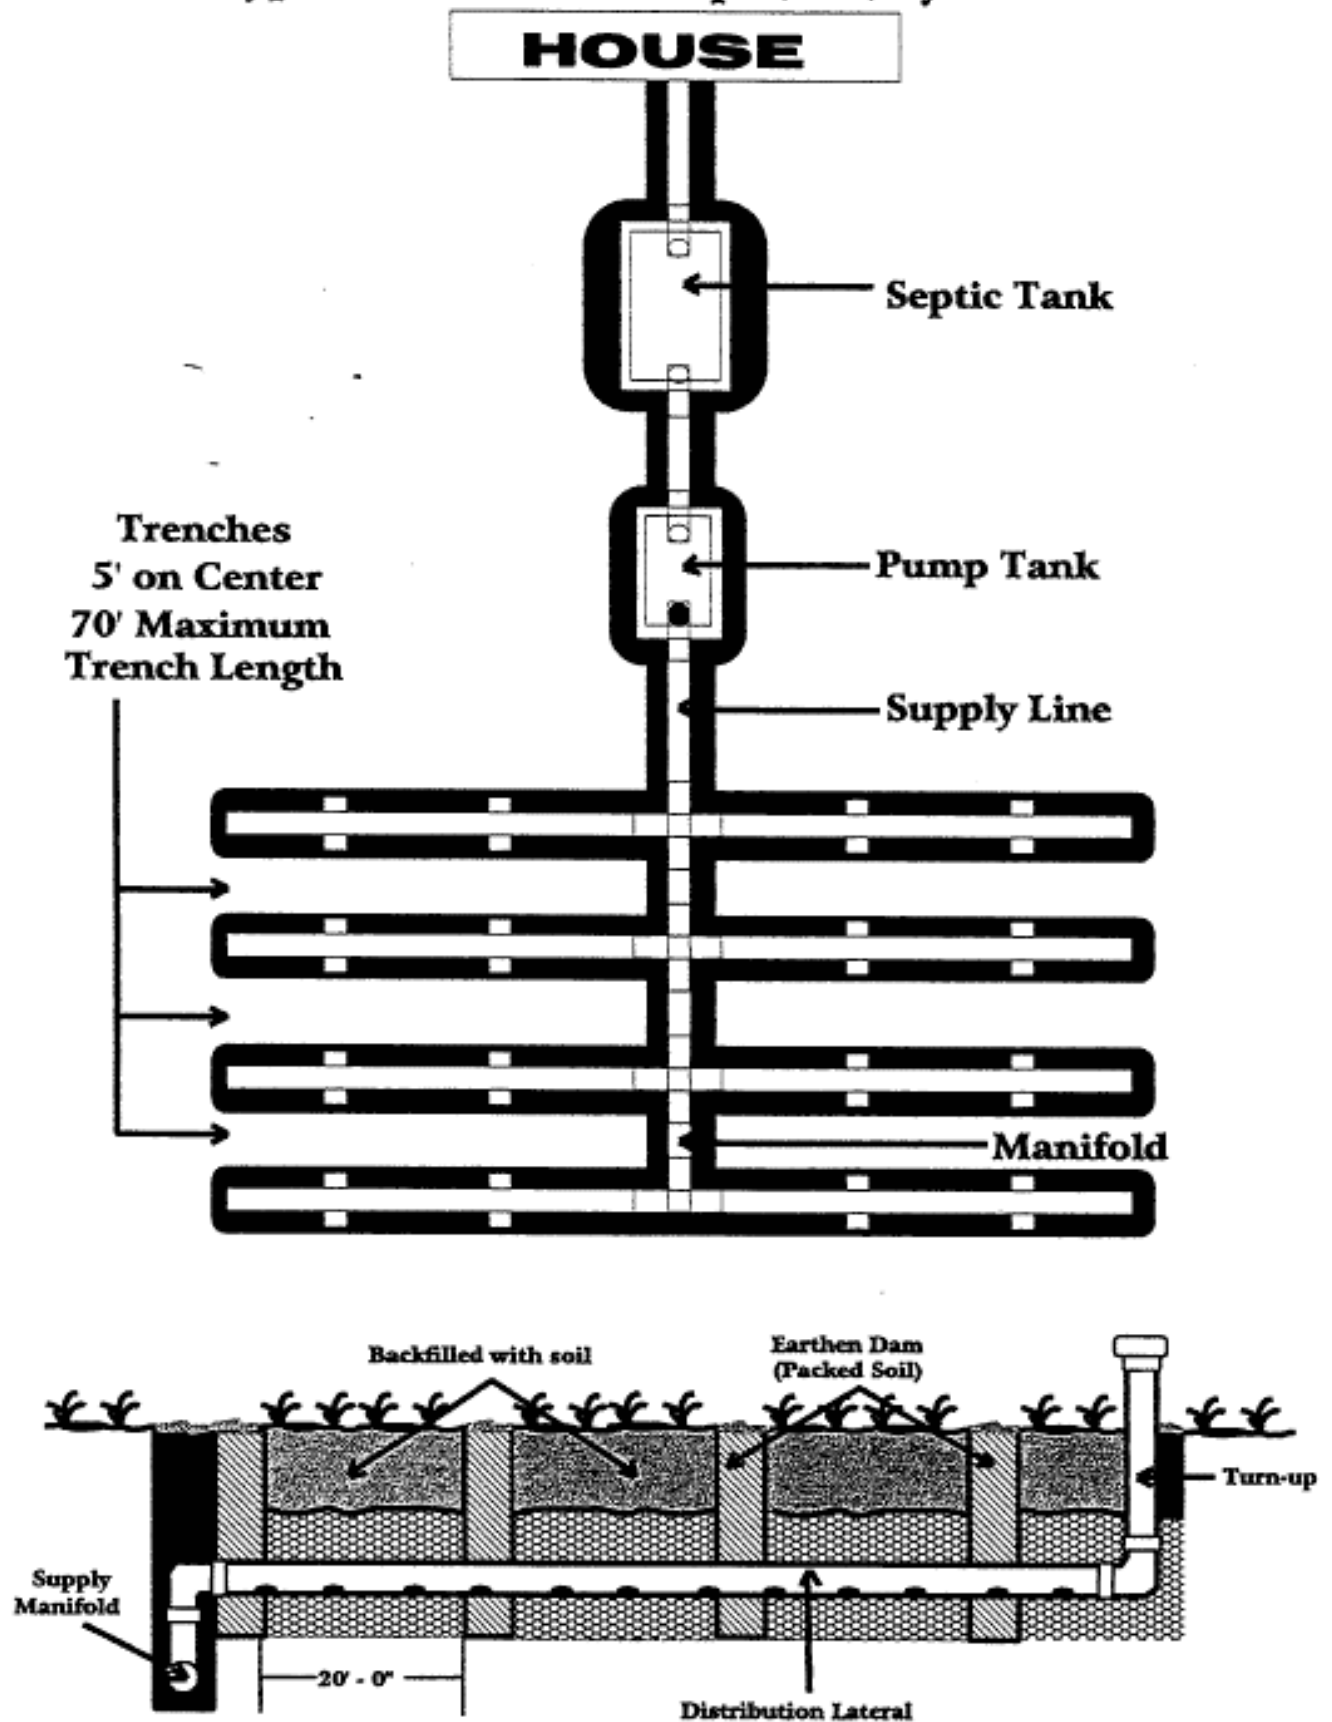 HOUSE
Septic Tank
Trenches
5' on Center
70' Maximum
Trench Length
Pump Tank
Supply Line
Manifold
Backfilled with soil
Earthen Dam
(Packed Soil)
Turn-up
Supply
Manifold
20' - 0"
Distribution Lateral